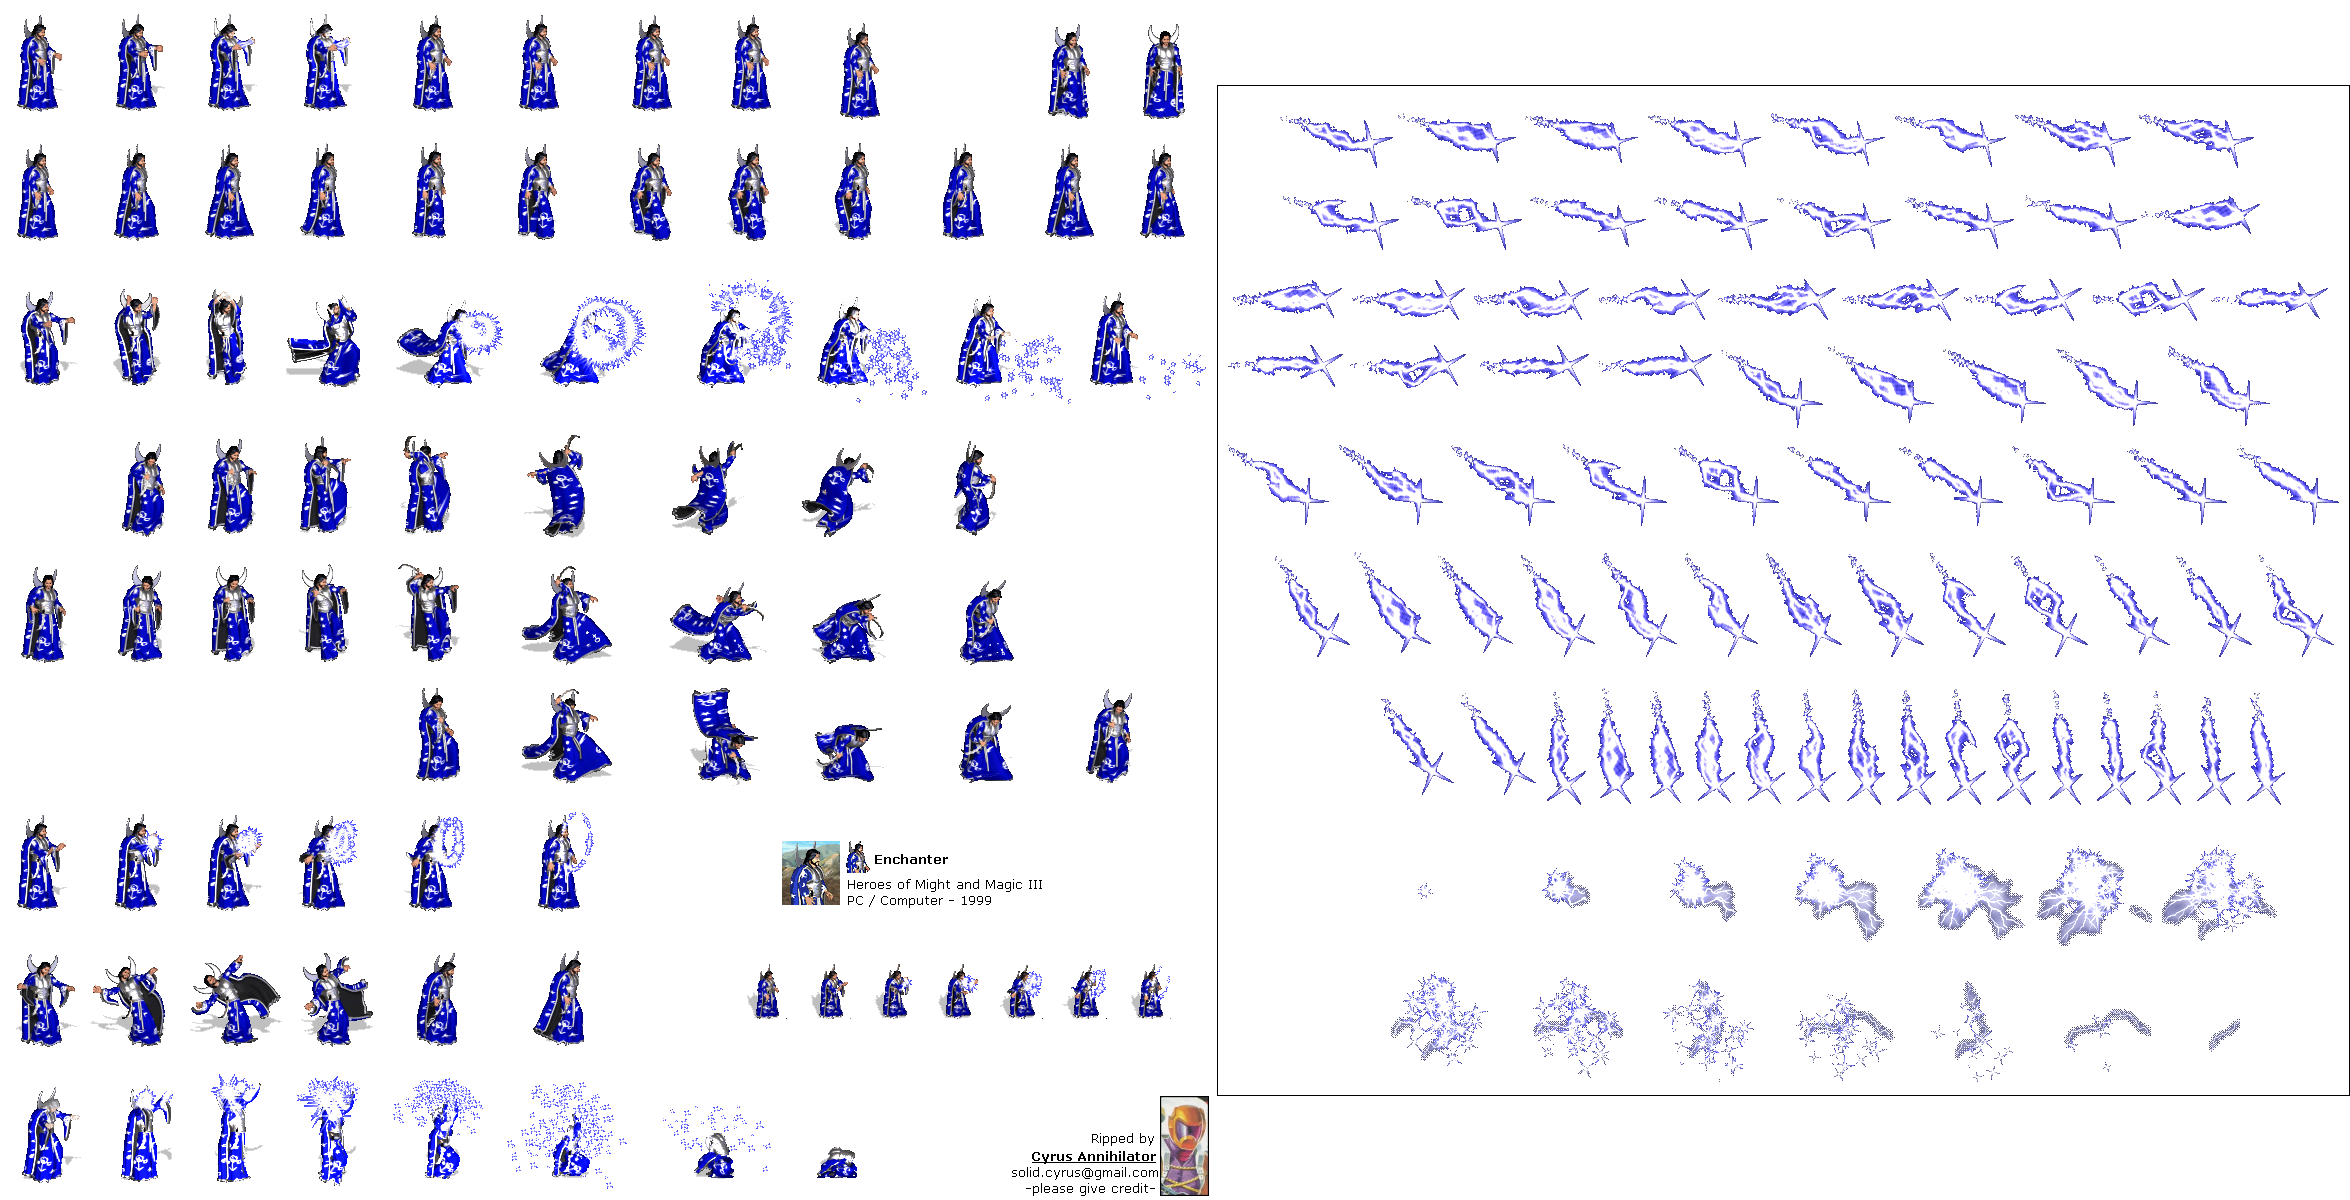 Enchanter
Heroes of Might and Magic III
PC / Computer - 1999
Ripped by
Cyrus Annihilator
solid.cyrus@gmail.com
-please give credit-